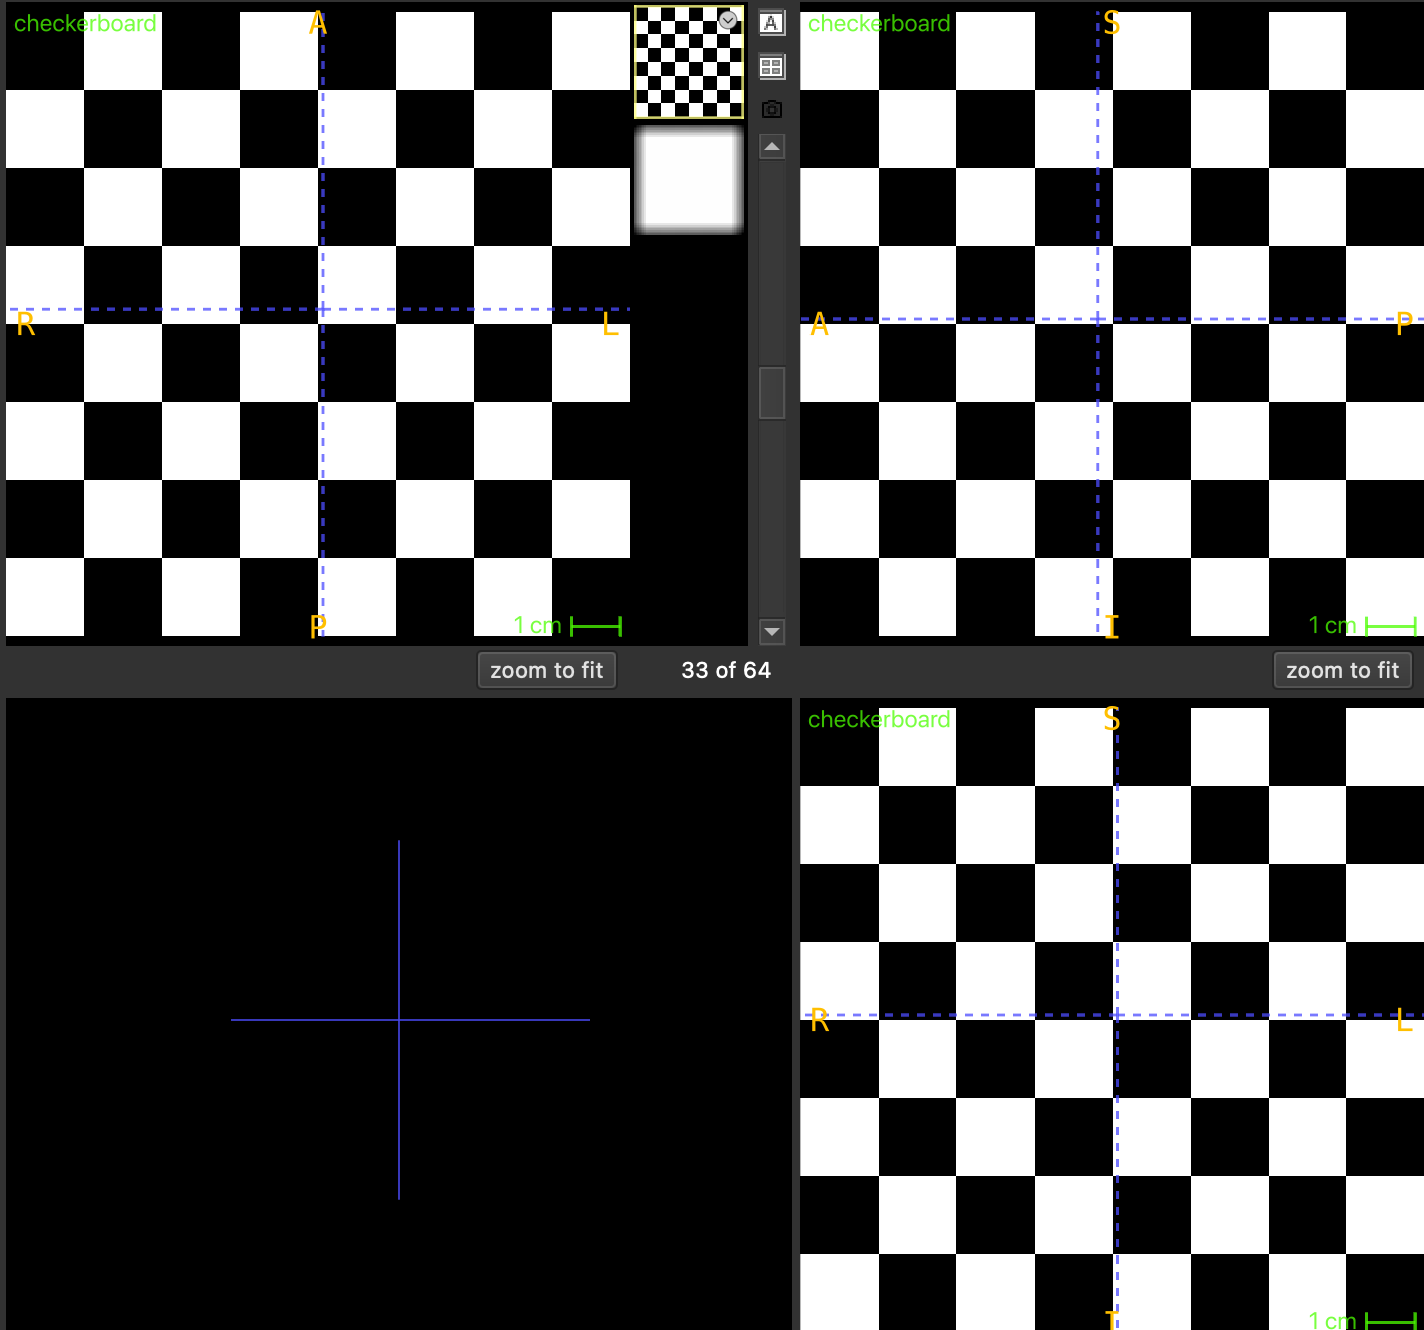 checkerboard
A
R
L
P
1 cm
A
checkerboard
S
A
P
I
1 cm
zoom to fit
33 of 64
zoom to fit
checkerboard
S
R
L
I
1 cm